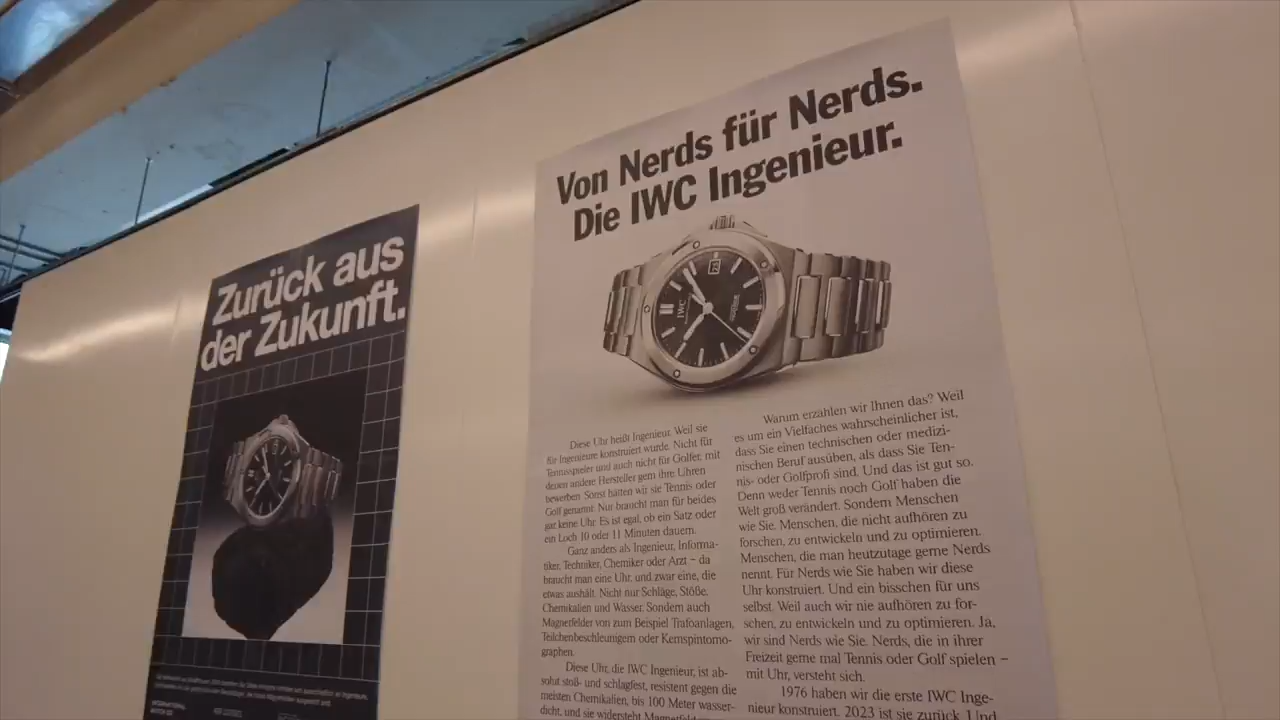 Zurück aus
der Zukunft.
Von Nerds für Nerds.
Die IWC Ingenieur.
IWC
Diese Uhr heißt Ingenieur. Weil sie
für Ingenieure konstruiert wurde. Nicht für
Tennisspieler und auch nicht für Golfer, mit
denen andere Hersteller gern ihre Uhren
bewerben. Sonst hätten wir sie Tennis oder
Golf genannt. Nur braucht man für beides
gar keine Uhr. Es ist egal, ob ein Satz oder
ein Loch 10 oder 11 Minuten dauern.
Ganz anders als Ingenieur, Informa-
tiker, Techniker, Chemiker oder Arzt – da
braucht man eine Uhr, und zwar eine, die
etwas aushält. Nicht nur Schläge, Stöße,
Chemikalien und Wasser. Sondern auch
Magnetfelder von zum Beispiel Trafoanlagen,
Teilchenbeschleunigern oder Kernspintomo-
graphen.
Diese Uhr, die IWC Ingenieur, ist ab-
solut stoß- und schlagfest, resistent gegen die
meisten Chemikalien, bis 100 Meter wasser-
dicht, und sie widersteht
Warum erzählen wir Ihnen das? Weil
es um ein Vielfaches wahrscheinlicher ist,
dass Sie einen technischen oder medizi-
nischen Beruf ausüben, als dass Sie Ten-
nis- oder Golfprofi sind. Und das ist gut so.
Denn weder Tennis noch Golf haben die
Welt groß verändert. Sondern Menschen
wie Sie. Menschen, die nicht aufhören zu
forschen, zu entwickeln und zu optimieren.
Menschen, die man heutzutage gerne Nerds
nennt. Für Nerds wie Sie haben wir diese
Uhr konstruiert. Und ein bisschen für uns
selbst. Weil auch wir nie aufhören zu for-
schen, zu entwickeln und zu optimieren. Ja,
wir sind Nerds wie Sie. Nerds, die in ihrer
Freizeit gerne mal Tennis oder Golf spielen –
mit Uhr, versteht sich.
1976 haben wir die erste IWC Inge-
nieur konstruiert. 2023 ist sie zurück. Und